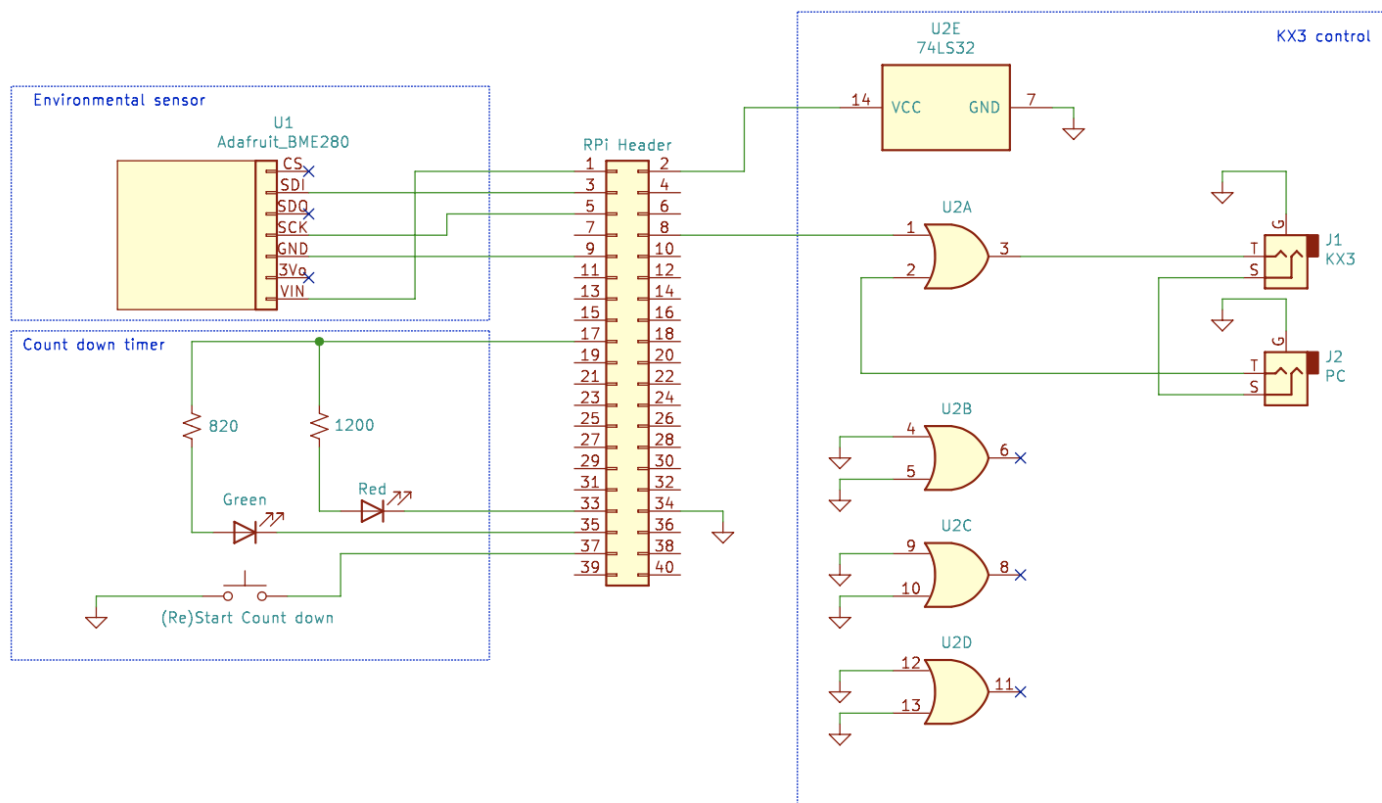 U2E
74LS32
KX3 control
14
VCC
GND
7
Environmental sensor
U1
Adafruit_BME280
CS
SDI
SDO
SCK
GND
3Vo
VIN
RPi Header
1 2
3 4
5 6
7 8
9 10
11 12
13 14
15 16
17 18
19 20
21 22
23 24
25 26
27 28
29 30
31 32
33 34
35 36
37 38
39 40
U2A
1
2
3
G
T
S
J1
KX3
G
T
S
J2
PC
Count down timer
820
1200
Green
Red
(Re)Start Count down
U2B
4
5
6
U2C
9
10
8
U2D
12
13
11